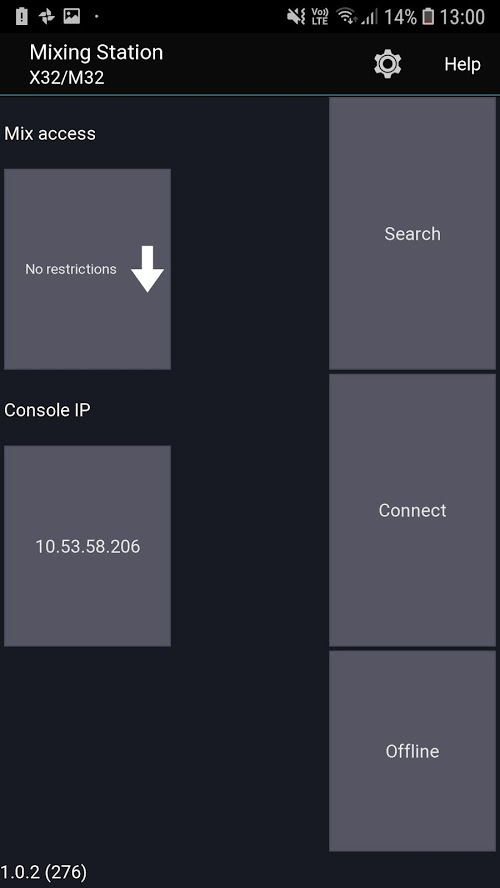 Vo))
LTE
14%
13:00
Mixing Station
X32/M32
Help
Mix access
No restrictions
Search
Console IP
10.53.58.206
Connect
Offline
1.0.2 (276)